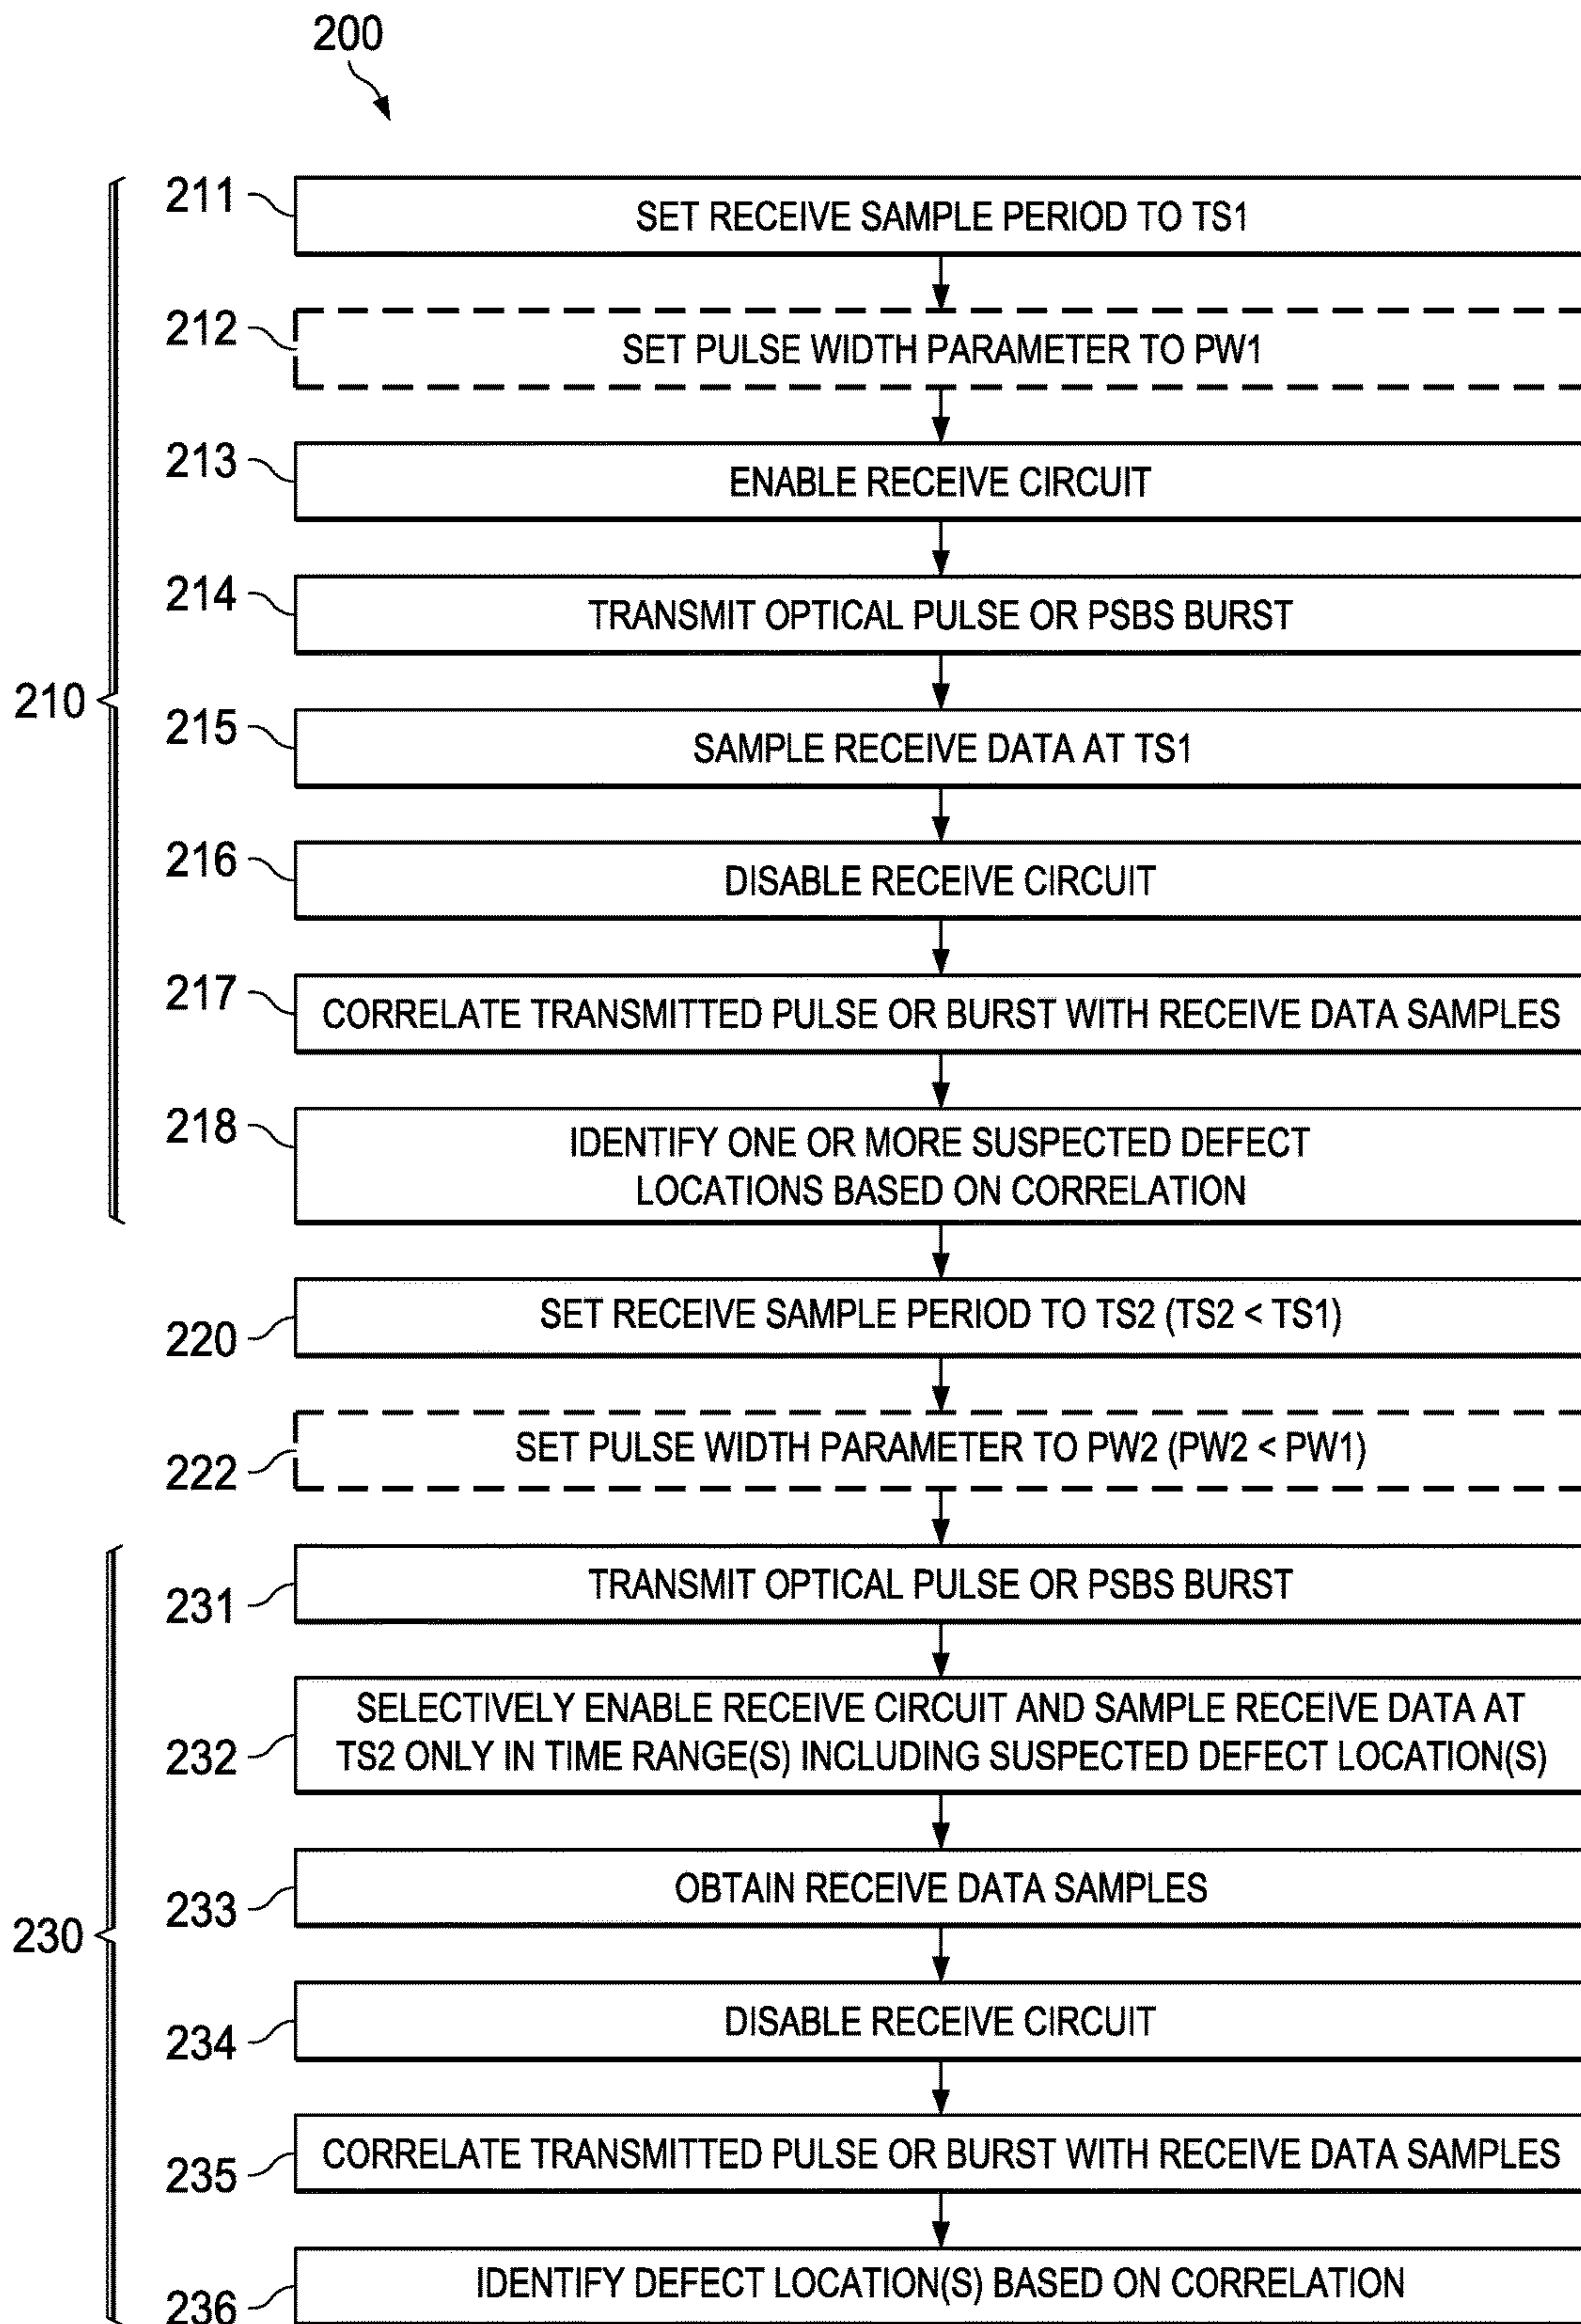 200
211
SET RECEIVE SAMPLE PERIOD TO TS1
212
SET PULSE WIDTH PARAMETER TO PW1
213
ENABLE RECEIVE CIRCUIT
214
TRANSMIT OPTICAL PULSE OR PSBS BURST
210
215
SAMPLE RECEIVE DATA AT TS1
216
DISABLE RECEIVE CIRCUIT
217
CORRELATE TRANSMITTED PULSE OR BURST WITH RECEIVE DATA SAMPLES
218
IDENTIFY ONE OR MORE SUSPECTED DEFECT
LOCATIONS BASED ON CORRELATION
220
SET RECEIVE SAMPLE PERIOD TO TS2 (TS2 < TS1)
222
SET PULSE WIDTH PARAMETER TO PW2 (PW2 < PW1)
231
TRANSMIT OPTICAL PULSE OR PSBS BURST
232
SELECTIVELY ENABLE RECEIVE CIRCUIT AND SAMPLE RECEIVE DATA AT
TS2 ONLY IN TIME RANGE(S) INCLUDING SUSPECTED DEFECT LOCATION(S)
233
OBTAIN RECEIVE DATA SAMPLES
230
234
DISABLE RECEIVE CIRCUIT
235
CORRELATE TRANSMITTED PULSE OR BURST WITH RECEIVE DATA SAMPLES
236
IDENTIFY DEFECT LOCATION(S) BASED ON CORRELATION